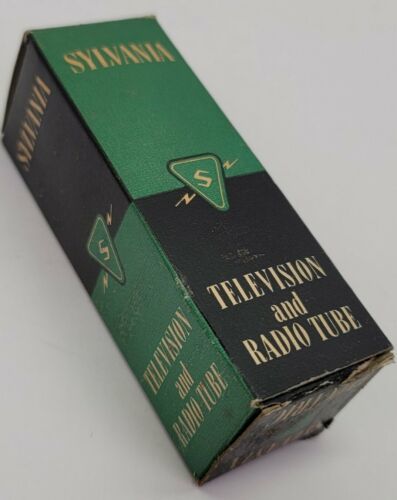 SYLVANIA
S
TELEVISION
and
RADIO TUBE
SYLVANIA
S
TELEVISION
and
RADIO TUBE